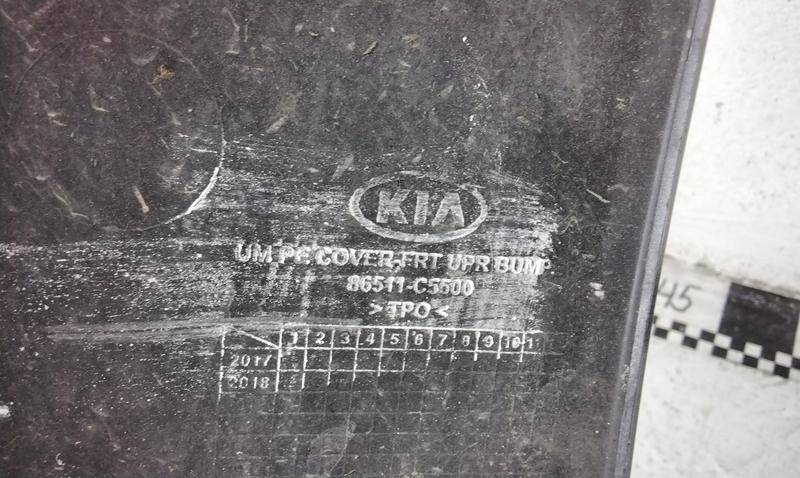 KIA
UM PE COVER-FRT UPR BUMP
86511-C5600
>TPO<
1 2 3 4 5 6 7 8 9 10 11
2017
2018
45